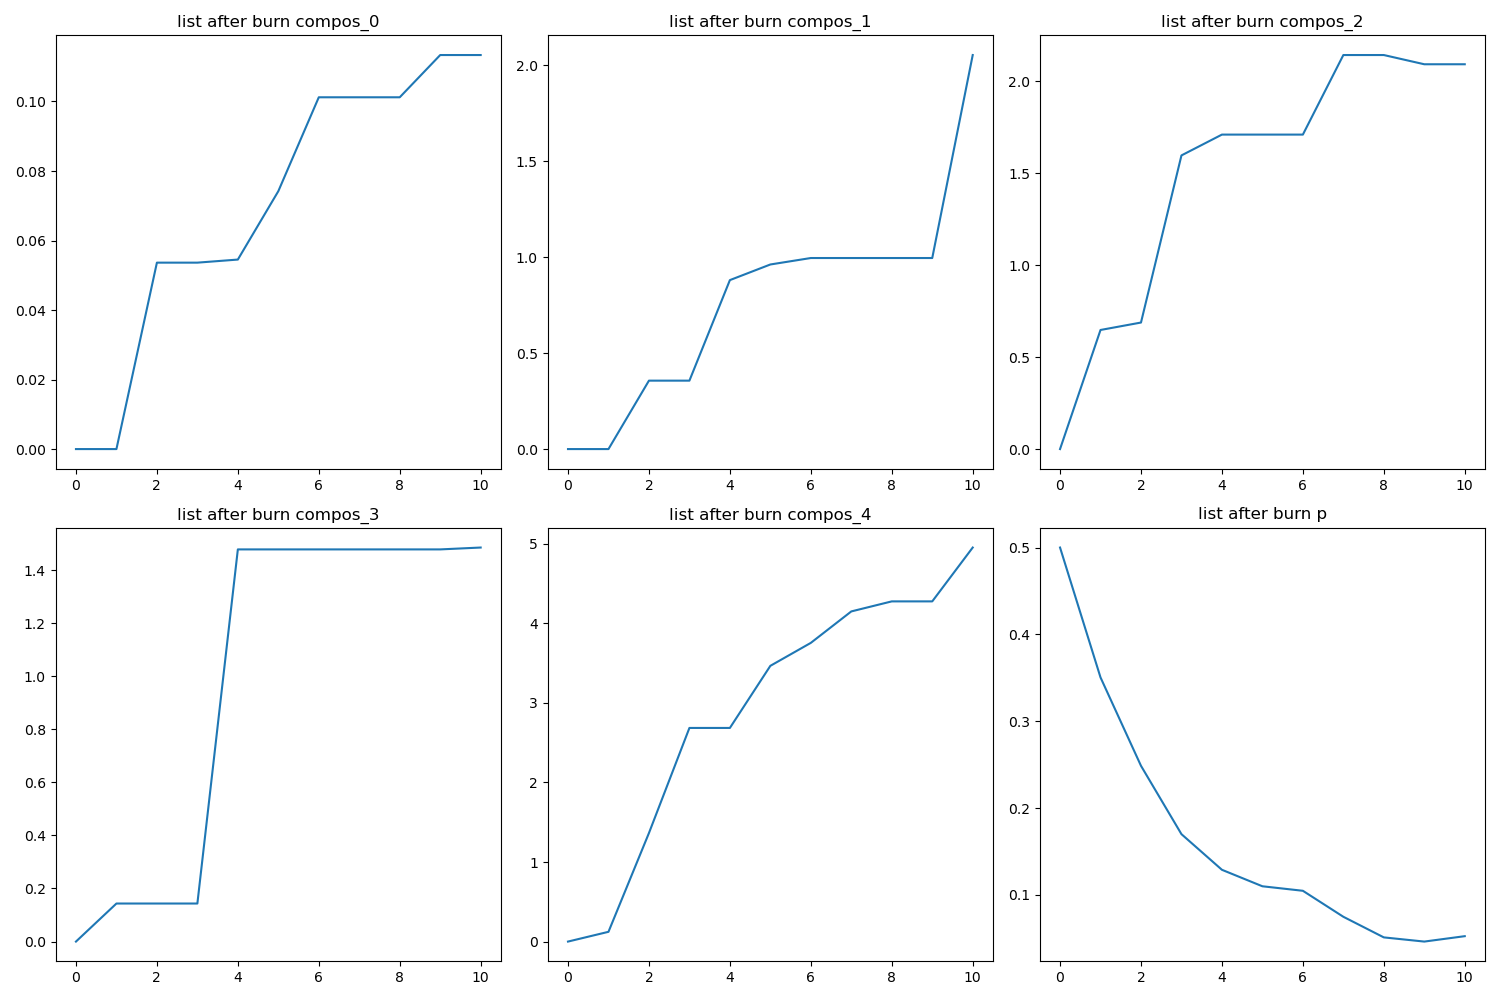 list after burn compos_0
0.10
0.08
0.06
0.04
0.02
0.00
0 2 4 6 8 10
list after burn compos_1
2.0
1.5
1.0
0.5
0.0
0 2 4 6 8 10
list after burn compos_2
2.0
1.5
1.0
0.5
0.0
0 2 4 6 8 10
list after burn compos_3
1.4
1.2
1.0
0.8
0.6
0.4
0.2
0.0
0 2 4 6 8 10
list after burn compos_4
5
4
3
2
1
0
0 2 4 6 8 10
list after burn p
0.5
0.4
0.3
0.2
0.1
0 2 4 6 8 10